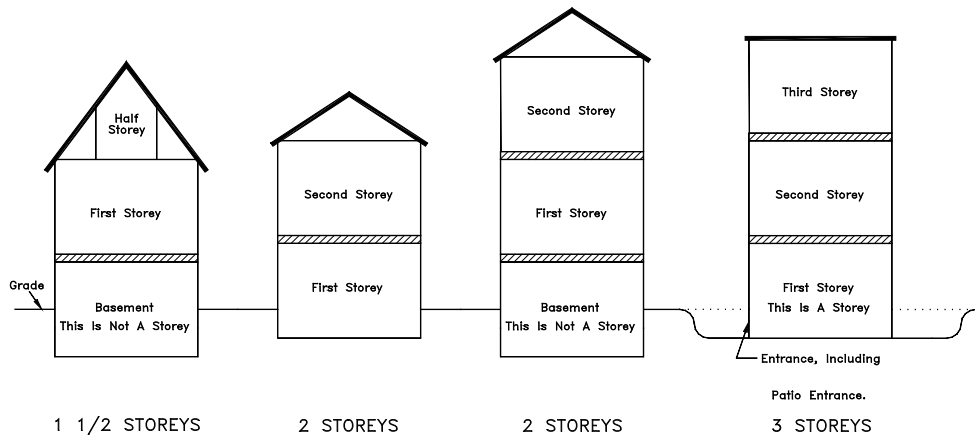 Half
Storey
First Storey
Grade
Basement
This Is Not A Storey
1 1/2 STOREYS
Second Storey
First Storey
2 STOREYS
Second Storey
First Storey
Basement
This Is Not A Storey
2 STOREYS
Third Storey
Second Storey
First Storey
This Is A Storey
Entrance, Including
Patio Entrance.
3 STOREYS